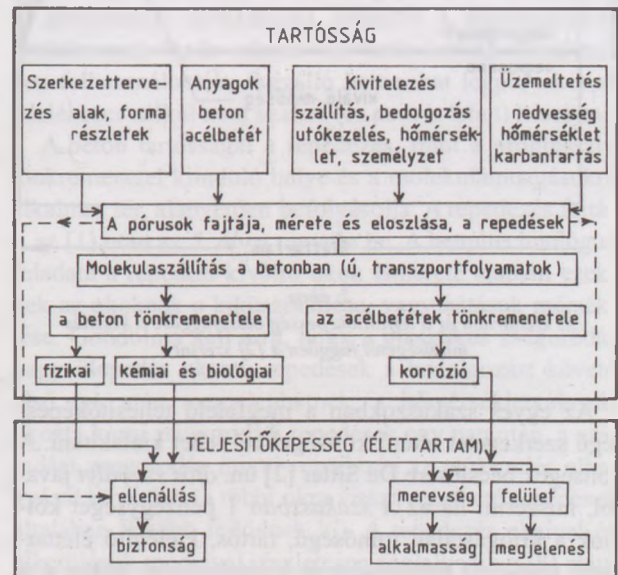 TARTÓSSÁG
Szerkezetterve-
zés alak, forma
részletek
Anyagok
beton
acélbetét
Kivitelezés
szállítás, bedolgozás
utókezelés, hőmérsék-
let, személyzet
Üzemeltetés
nedvesség
hőmérséklet
karbantartás
A pórusok fajtája, mérete és eloszlása, a repedések
Molekulaszállítás a betonban (ú, transzportfolyamatok)
a beton tönkremenetele
az acélbetétek tönkremenetele
fizikai
kémiai és biológiai
korrózió
TELJESÍTŐKÉPESSÉG (ÉLETTARTAM)
ellenállás
merevség
felület
biztonság
alkalmasság
megjelenés